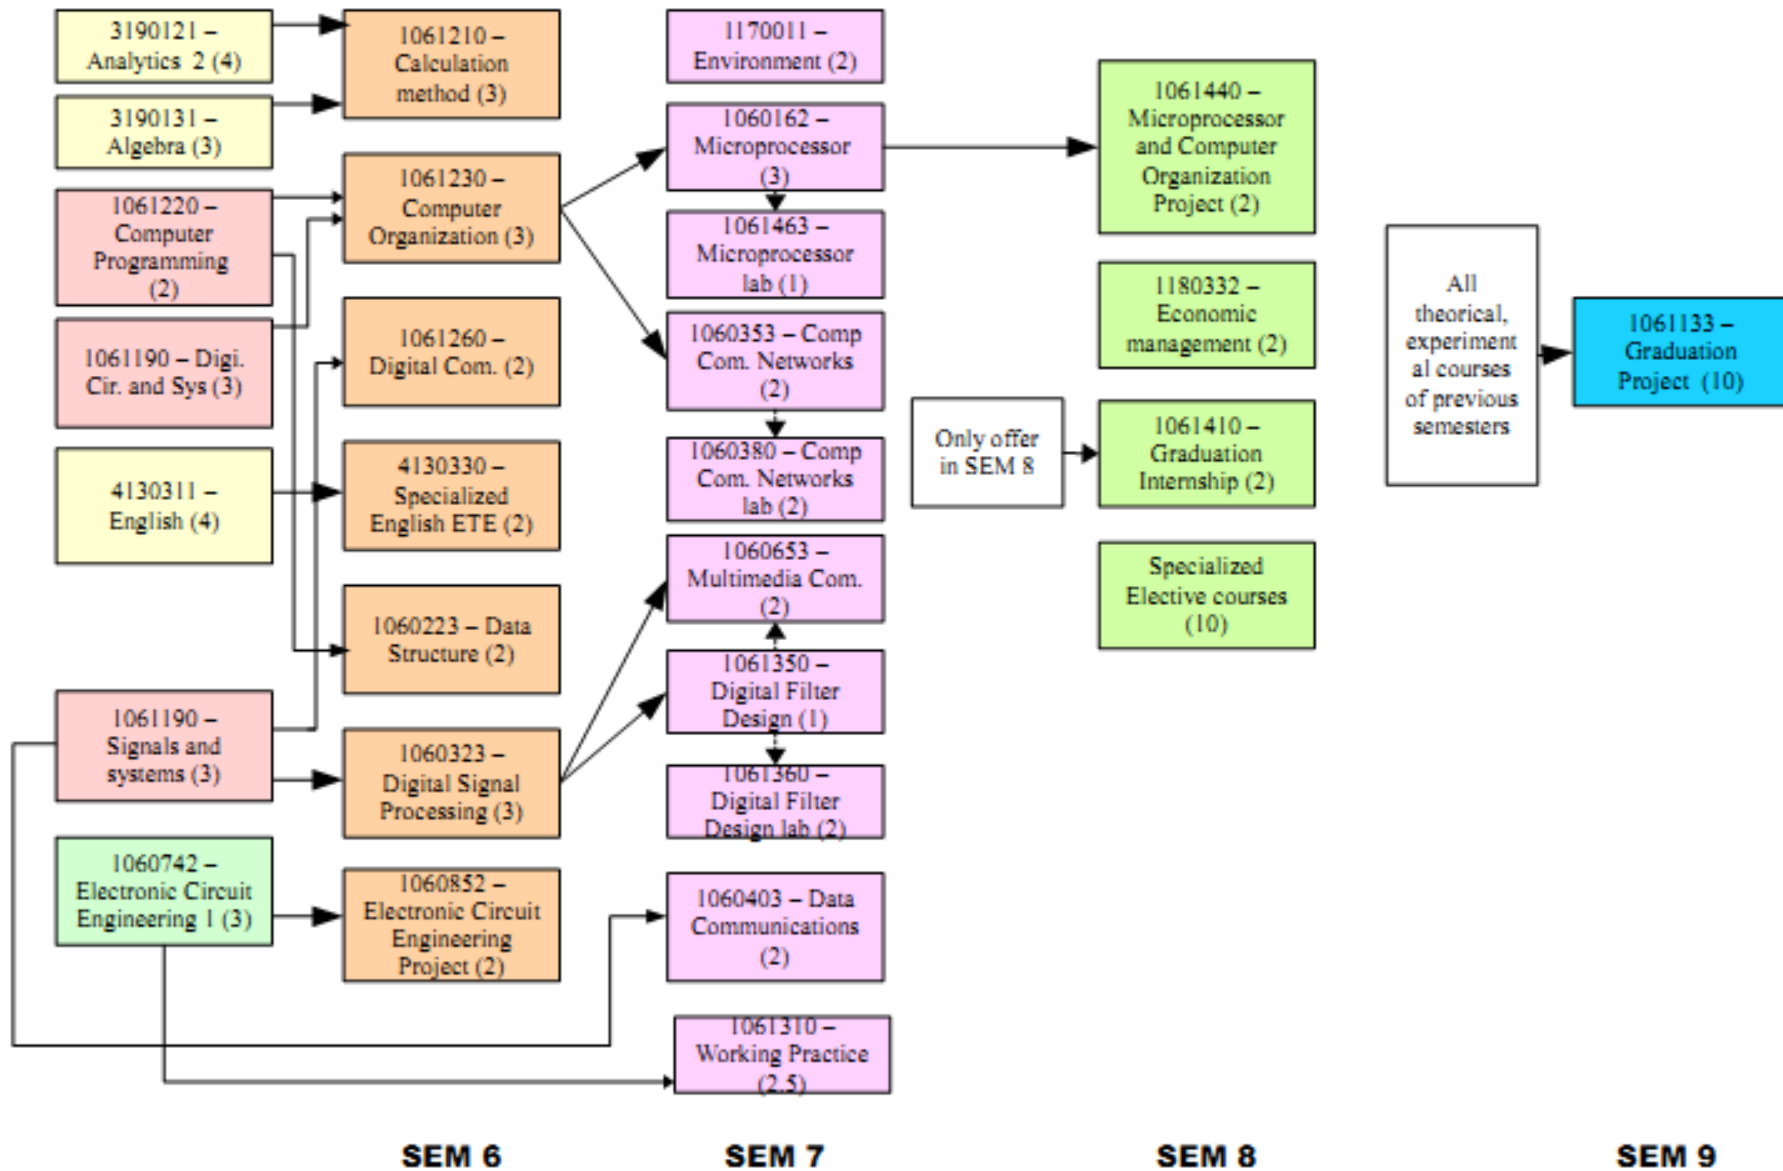 3190121 –
Analytics 2 (4)
3190131 –
Algebra (3)
1061220 –
Computer
Programming
(2)
1061190 – Digi.
Cir. and Sys (3)
4130311 –
English (4)
1061190 –
Signals and
systems (3)
1060742 –
Electronic Circuit
Engineering 1 (3)
1061210 –
Calculation
method (3)
1061230 –
Computer
Organization (3)
1061260 –
Digital Com. (2)
4130330 –
Specialized
English ETE (2)
1060223 – Data
Structure (2)
1060323 –
Digital Signal
Processing (3)
1060852 –
Electronic Circuit
Engineering
Project (2)
1170011 –
Environment (2)
1060162 –
Microprocessor
(3)
1061463 –
Microprocessor
lab (1)
1060353 – Comp
Com. Networks
(2)
1060380 – Comp
Com. Networks
lab (2)
1060653 –
Multimedia Com.
(2)
1061350 –
Digital Filter
Design (1)
1061360 –
Digital Filter
Design lab (2)
1060403 – Data
Communications
(2)
1061310 –
Working Practice
(2.5)
Only offer
in SEM 8
1061440 –
Microprocessor
and Computer
Organization
Project (2)
1180332 –
Economic
management (2)
1061410 –
Graduation
Internship (2)
Specialized
Elective courses
(10)
All
theorical,
experiment
al courses
of previous
semesters
1061133 –
Graduation
Project (10)
SEM 6
SEM 7
SEM 8
SEM 9